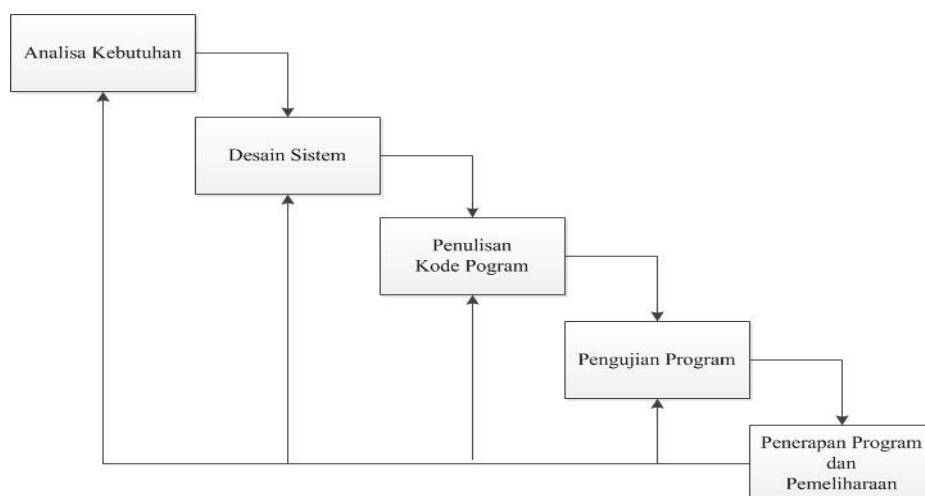 Analisa Kebutuhan
Desain Sistem
Penulisan
Kode Pogram
Pengujian Program
Penerapan Program
dan
Pemeliharaan